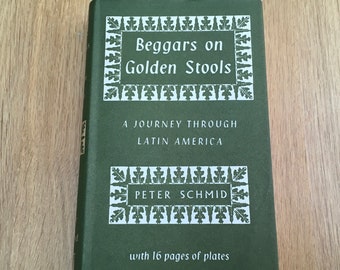 Beggars on
Golden Stools
A JOURNEY THROUGH
LATIN AMERICA
PETER SCHMID
with 16 pages of plates